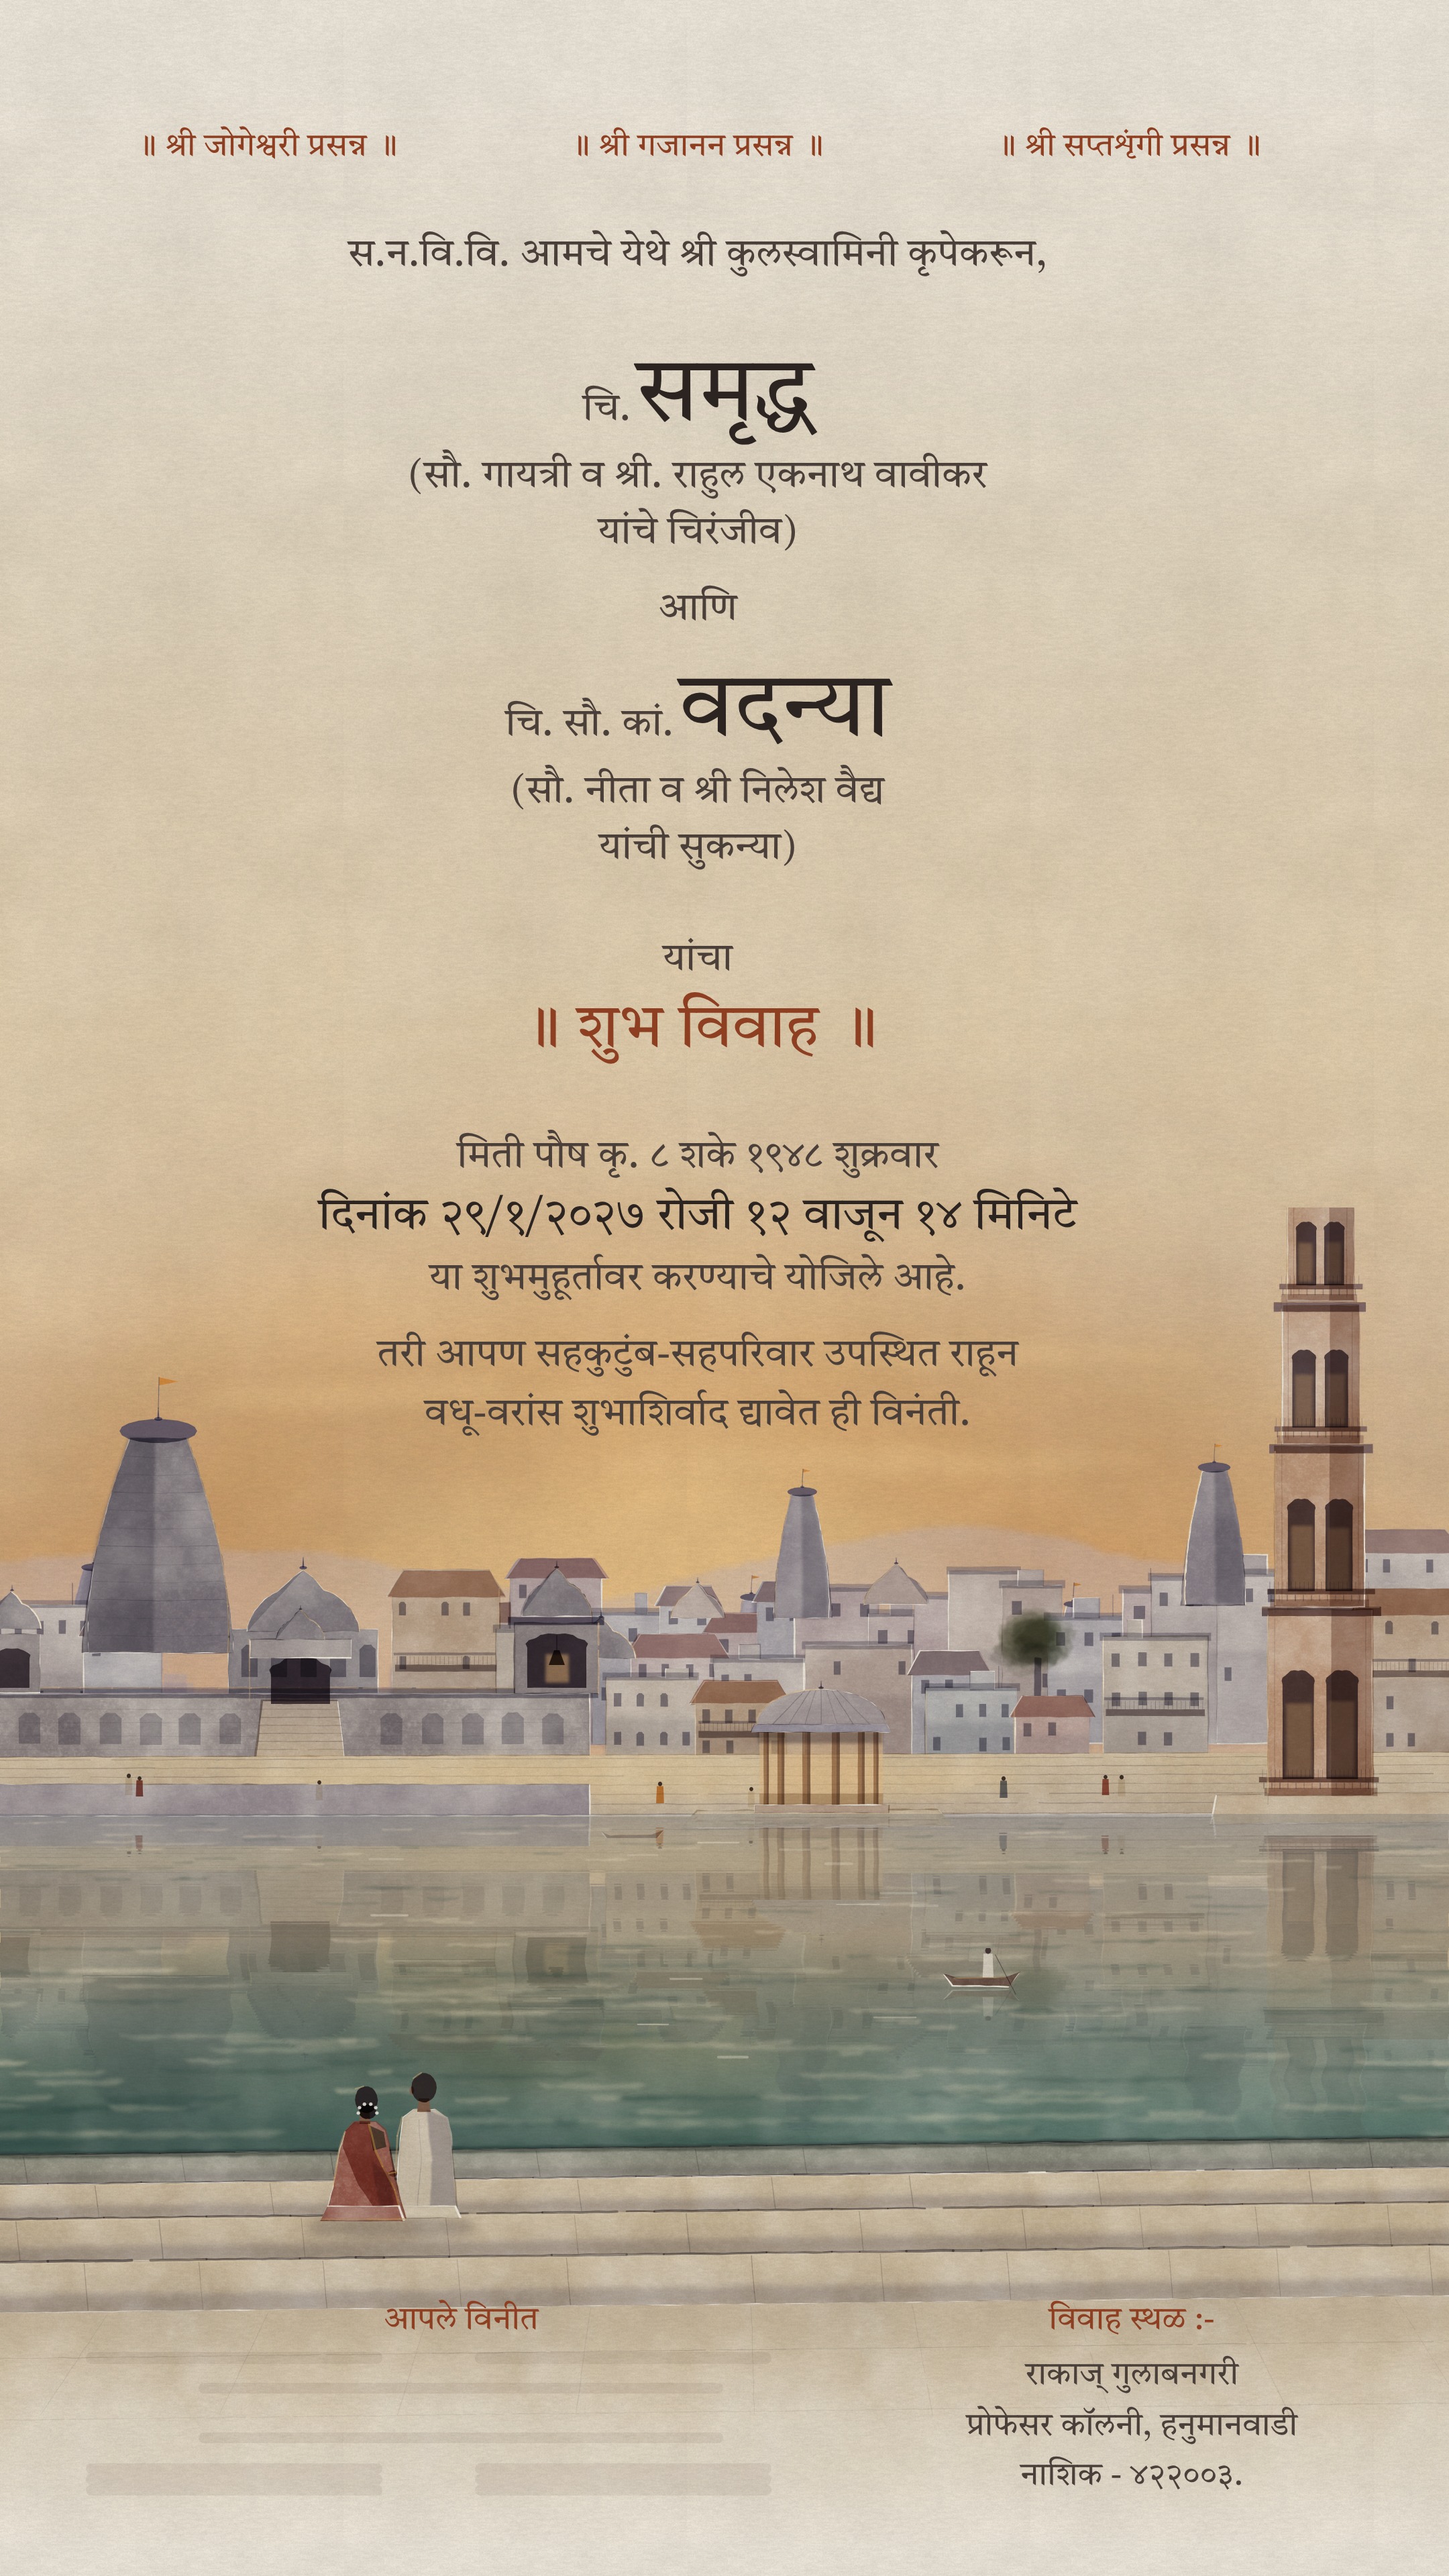 ॥ श्री जोगेश्वरी प्रसन्न ॥ ॥ श्री गजानन प्रसन्न ॥ ॥ श्री सप्तशृंगी प्रसन्न ॥
स.न.वि.वि. आमचे येथे श्री कुलस्वामिनी कृपेकरून,
चि. समृद्ध
(सौ. गायत्री व श्री. राहुल एकनाथ वावीकर
यांचे चिरंजीव)
आणि
चि. सौ. कां. वदन्या
(सौ. नीता व श्री निलेश वैद्य
यांची सुकन्या)
यांचा
॥ शुभ विवाह ॥
मिती पौष कृ. ८ शके १९४८ शुक्रवार
दिनांक २९/१/२०२७ रोजी १२ वाजून १४ मिनिटे
या शुभमुहूर्तावर करण्याचे योजिले आहे.
तरी आपण सहकुटुंब-सहपरिवार उपस्थित राहून
वधू-वरांस शुभाशिर्वाद द्यावेत ही विनंती.
आपले विनीत
विवाह स्थळ :-
राकाज् गुलाबनगरी
प्रोफेसर कॉलनी, हनुमानवाडी
नाशिक - ४२२००३.